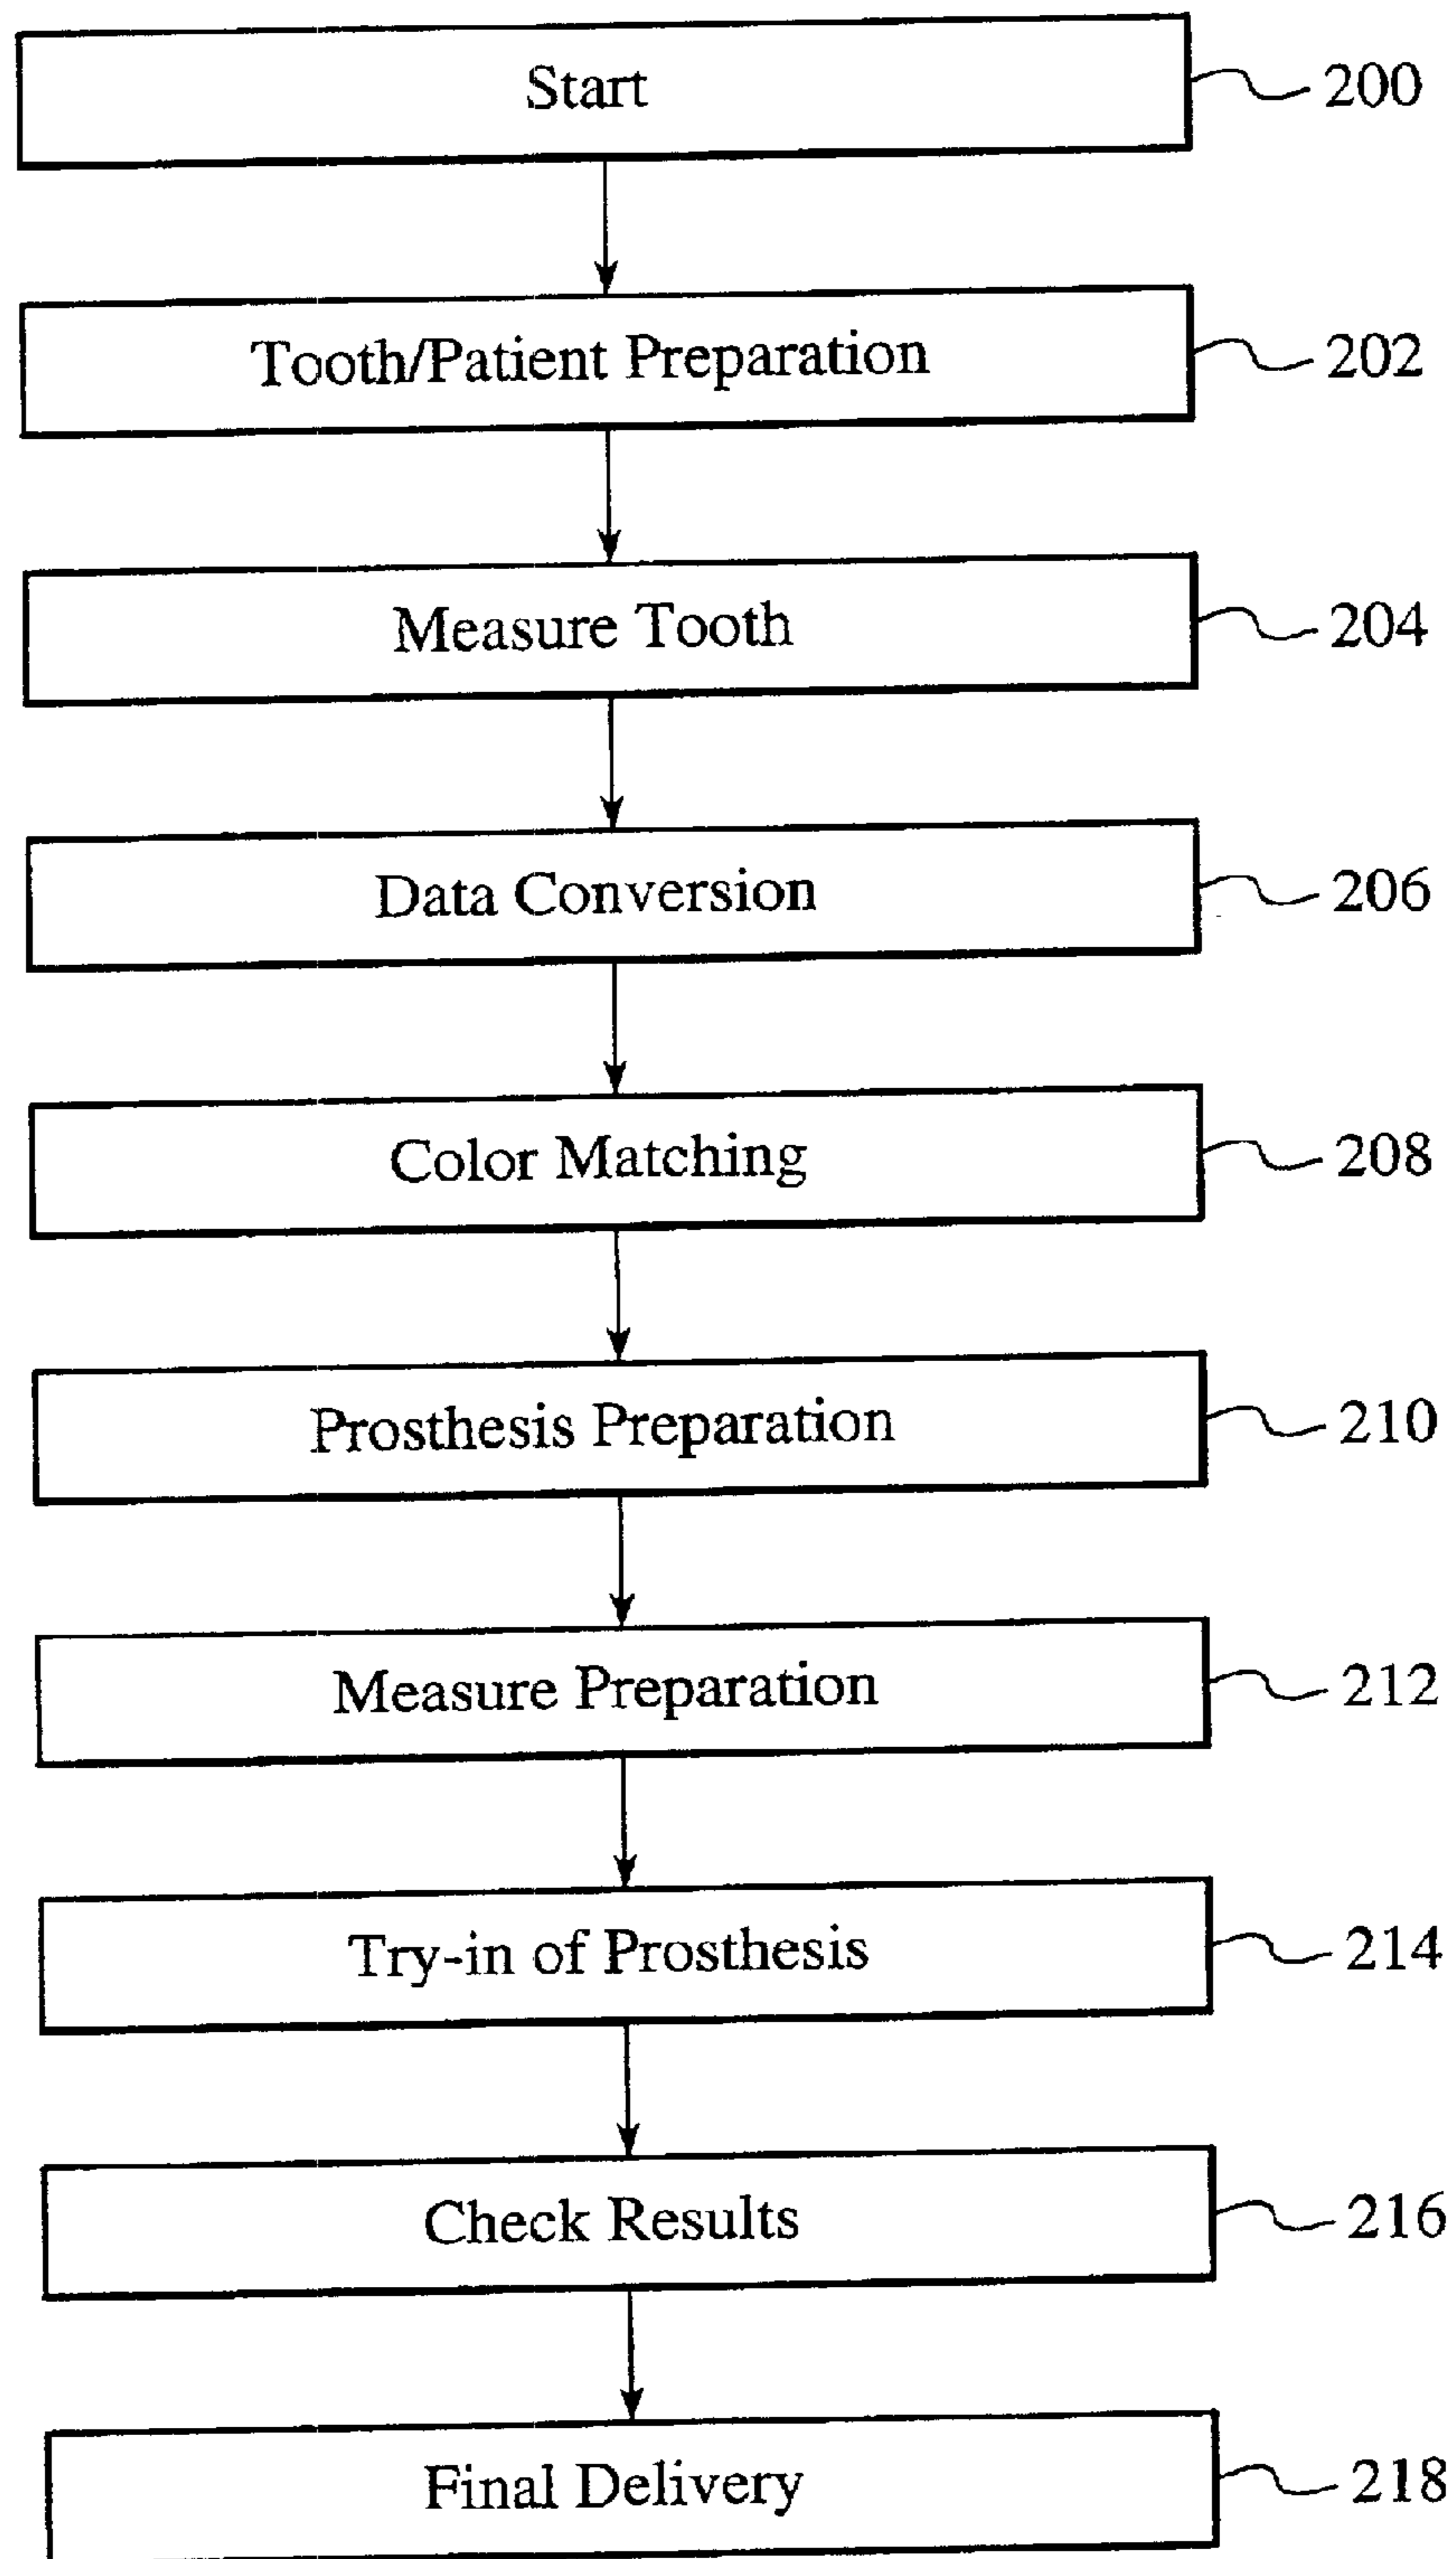 Start 200
Tooth/Patient Preparation 202
Measure Tooth 204
Data Conversion 206
Color Matching 208
Prosthesis Preparation 210
Measure Preparation 212
Try-in of Prosthesis 214
Check Results 216
Final Delivery 218